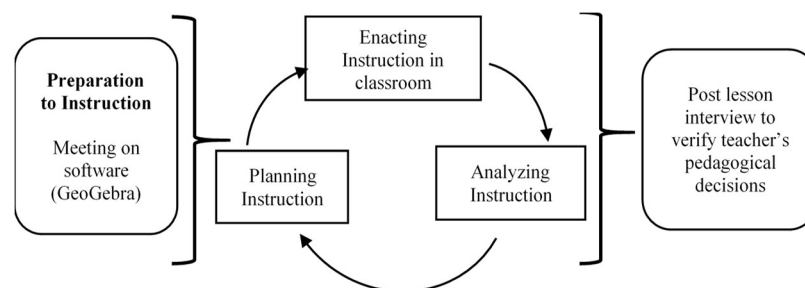 Preparation
to Instruction
Meeting on
software
(GeoGebra)
Enacting
Instruction in
classroom
Planning
Instruction
Analyzing
Instruction
Post lesson
interview to
verify teacher’s
pedagogical
decisions